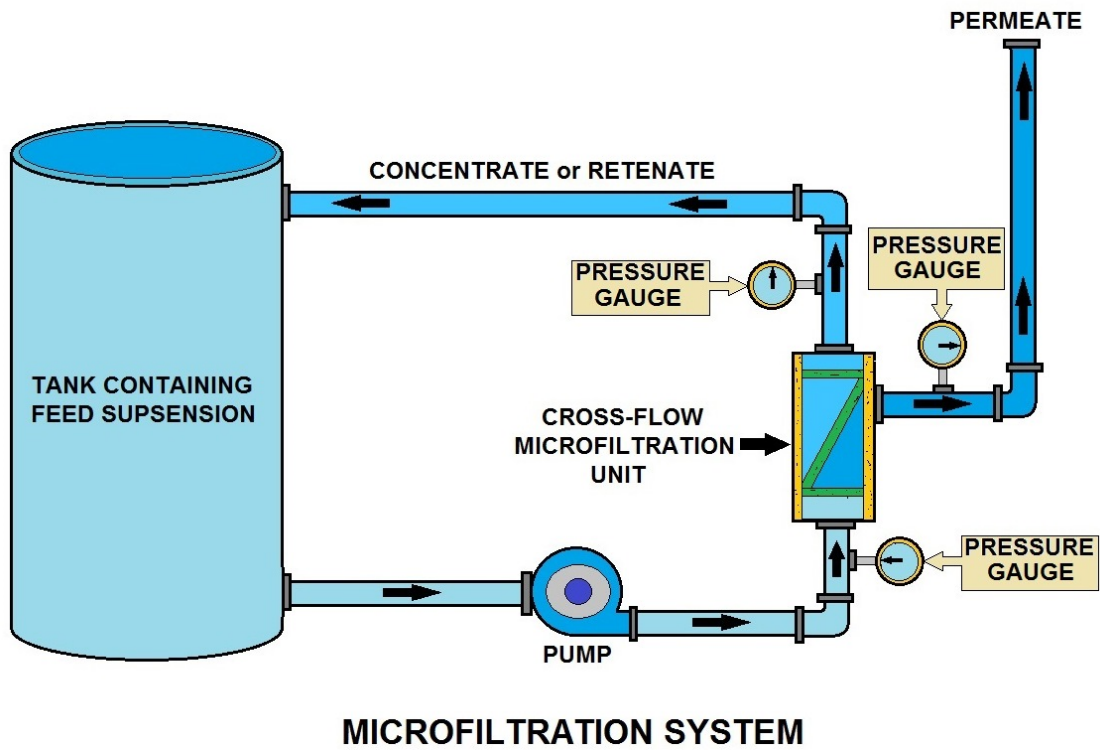 PERMEATE
CONCENTRATE or RETENATE
PRESSURE
GAUGE
PRESSURE
GAUGE
TANK CONTAINING
FEED SUPSENSION
CROSS-FLOW
MICROFILTRATION
UNIT
PRESSURE
GAUGE
PUMP
MICROFILTRATION SYSTEM